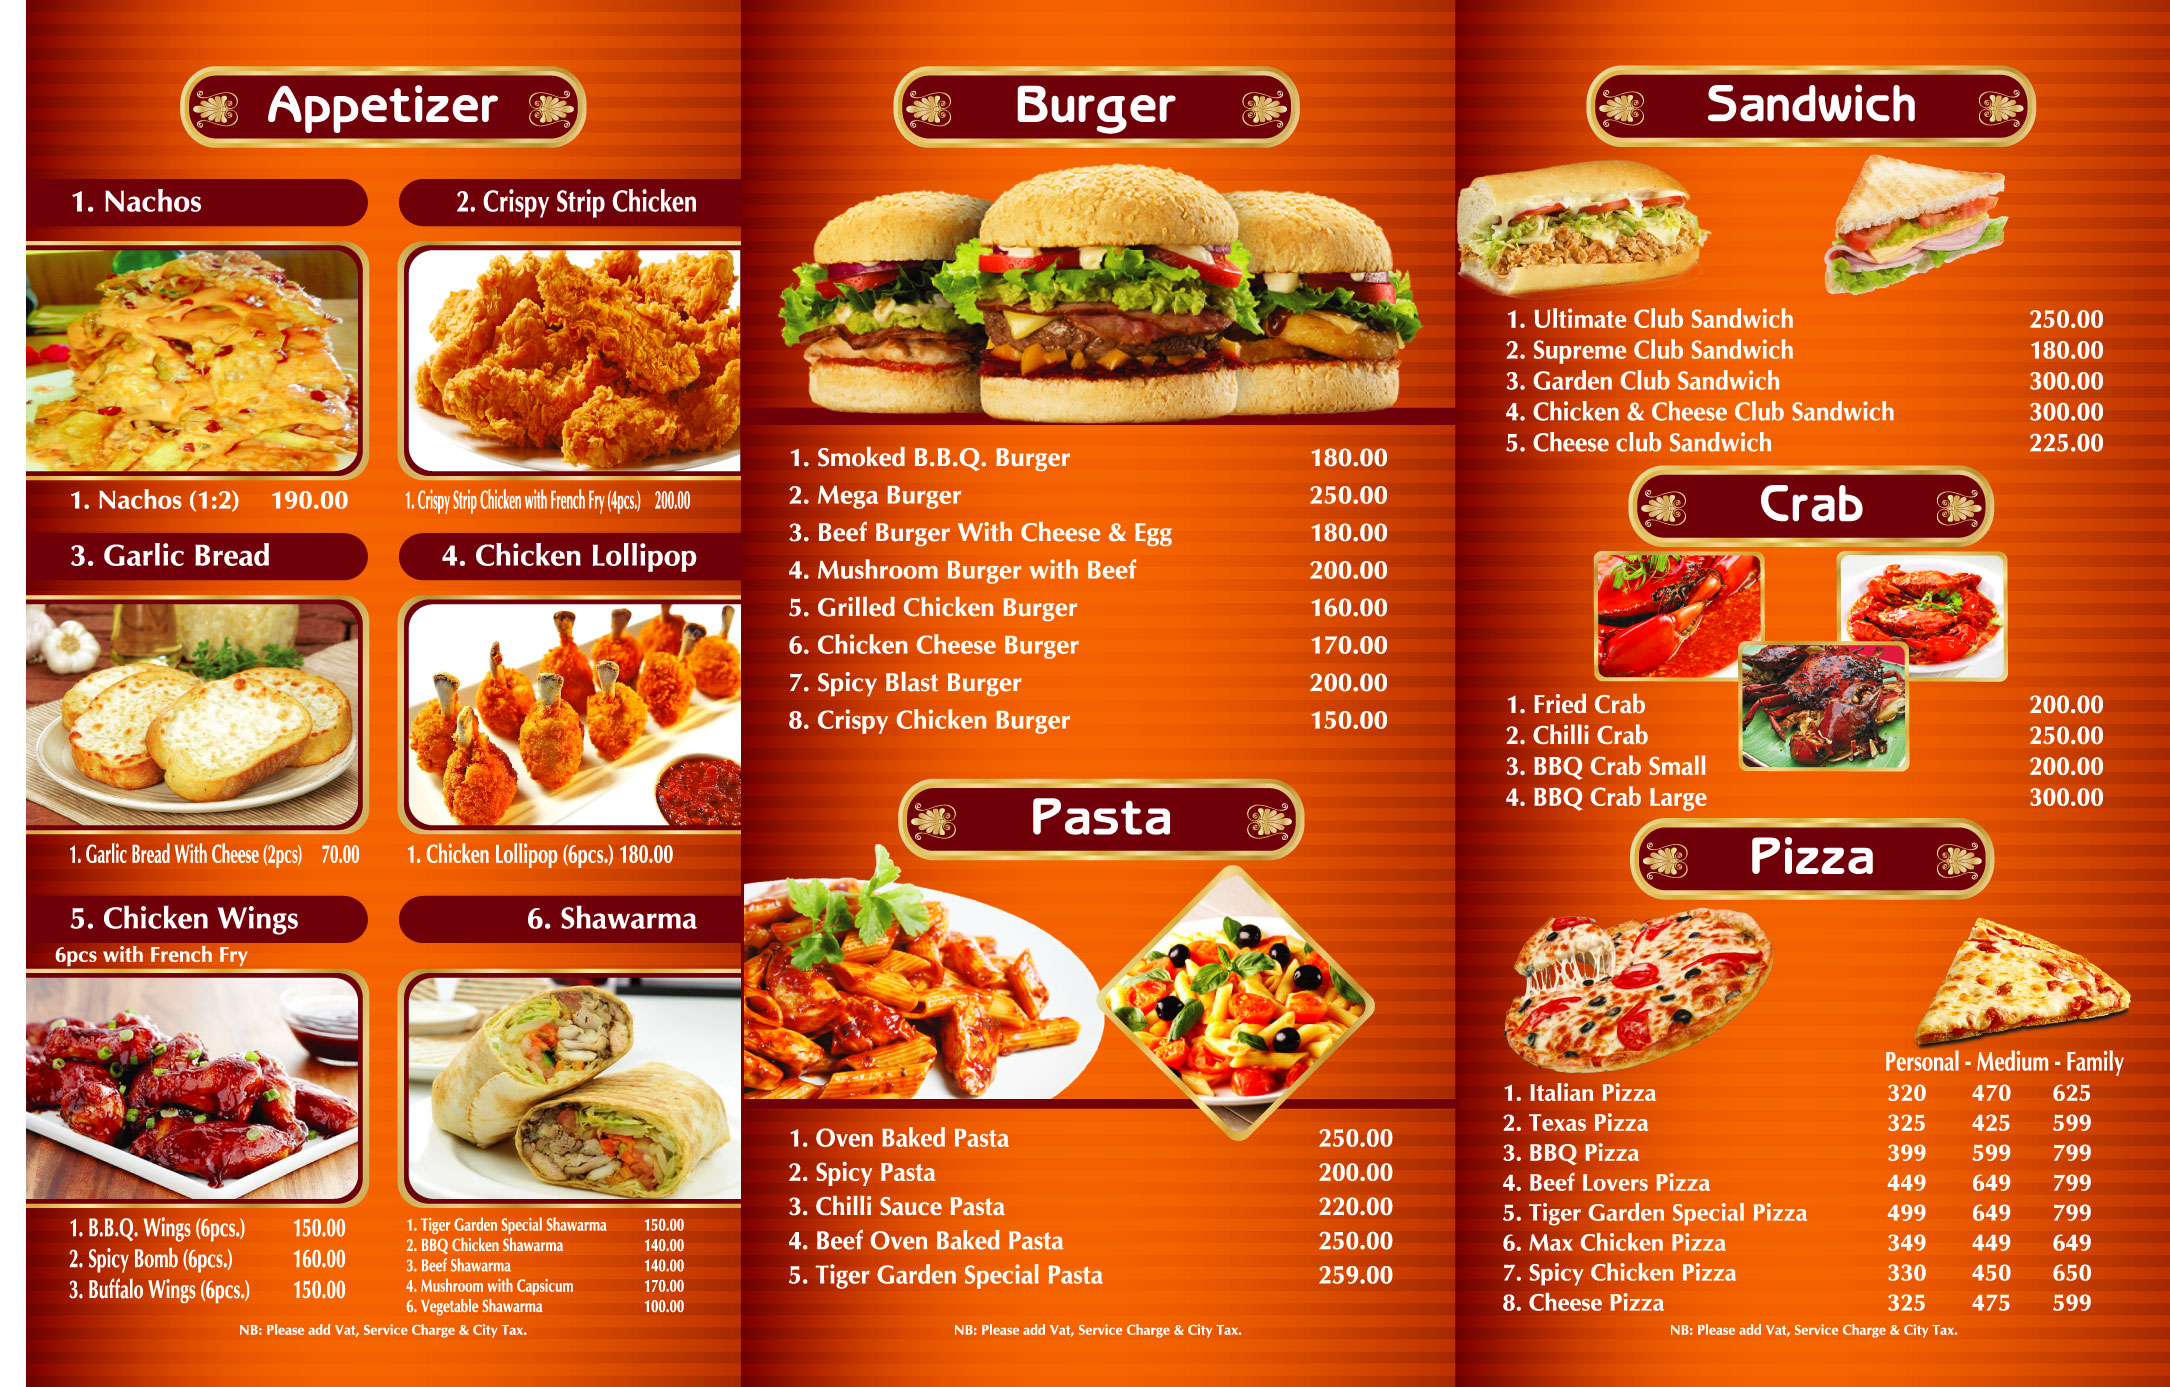 Appetizer
1. Nachos
2. Crispy Strip Chicken
1. Nachos (1:2) 190.00
1. Crispy Strip Chicken with French Fry (4pcs.) 200.00
3. Garlic Bread
4. Chicken Lollipop
1. Garlic Bread With Cheese (2pcs) 70.00
1. Chicken Lollipop (6pcs.) 180.00
5. Chicken Wings
6pcs with French Fry
6. Shawarma
1. B.B.Q. Wings (6pcs.) 150.00
2. Spicy Bomb (6pcs.) 160.00
3. Buffalo Wings (6pcs.) 150.00
1. Tiger Garden Special Shawarma 150.00
2. BBQ Chicken Shawarma 140.00
3. Beef Shawarma 140.00
4. Mushroom with Capsicum 170.00
6. Vegetable Shawarma 100.00
NB: Please add Vat, Service Charge & City Tax.
Burger
1. Smoked B.B.Q. Burger 180.00
2. Mega Burger 250.00
3. Beef Burger With Cheese & Egg 180.00
4. Mushroom Burger with Beef 200.00
5. Grilled Chicken Burger 160.00
6. Chicken Cheese Burger 170.00
7. Spicy Blast Burger 200.00
8. Crispy Chicken Burger 150.00
Pasta
1. Oven Baked Pasta 250.00
2. Spicy Pasta 200.00
3. Chilli Sauce Pasta 220.00
4. Beef Oven Baked Pasta 250.00
5. Tiger Garden Special Pasta 259.00
NB: Please add Vat, Service Charge & City Tax.
Sandwich
1. Ultimate Club Sandwich 250.00
2. Supreme Club Sandwich 180.00
3. Garden Club Sandwich 300.00
4. Chicken & Cheese Club Sandwich 300.00
5. Cheese club Sandwich 225.00
Crab
1. Fried Crab 200.00
2. Chilli Crab 250.00
3. BBQ Crab Small 200.00
4. BBQ Crab Large 300.00
Pizza
Personal - Medium - Family
1. Italian Pizza 320 470 625
2. Texas Pizza 325 425 599
3. BBQ Pizza 399 599 799
4. Beef Lovers Pizza 449 649 799
5. Tiger Garden Special Pizza 499 649 799
6. Max Chicken Pizza 349 449 649
7. Spicy Chicken Pizza 330 450 650
8. Cheese Pizza 325 475 599
NB: Please add Vat, Service Charge & City Tax.